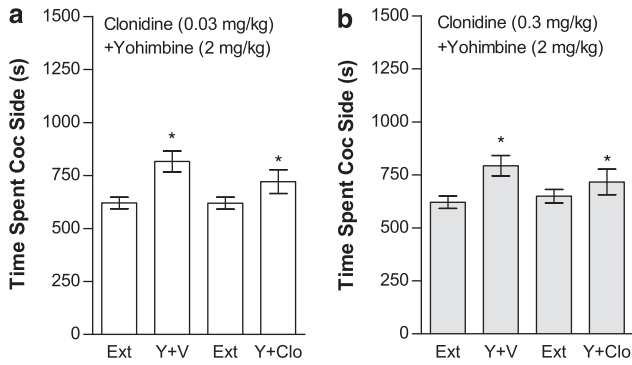 a
Clonidine (0.03 mg/kg)
+Yohimbine (2 mg/kg)
Time Spent Coc Side (s)
1500
1250
1000
750
500
250
0
*
*
Ext Y+V Ext Y+Clo
b
Clonidine (0.3 mg/kg)
+Yohimbine (2 mg/kg)
Time Spent Coc Side (s)
1500
1250
1000
750
500
250
0
*
*
Ext Y+V Ext Y+Clo